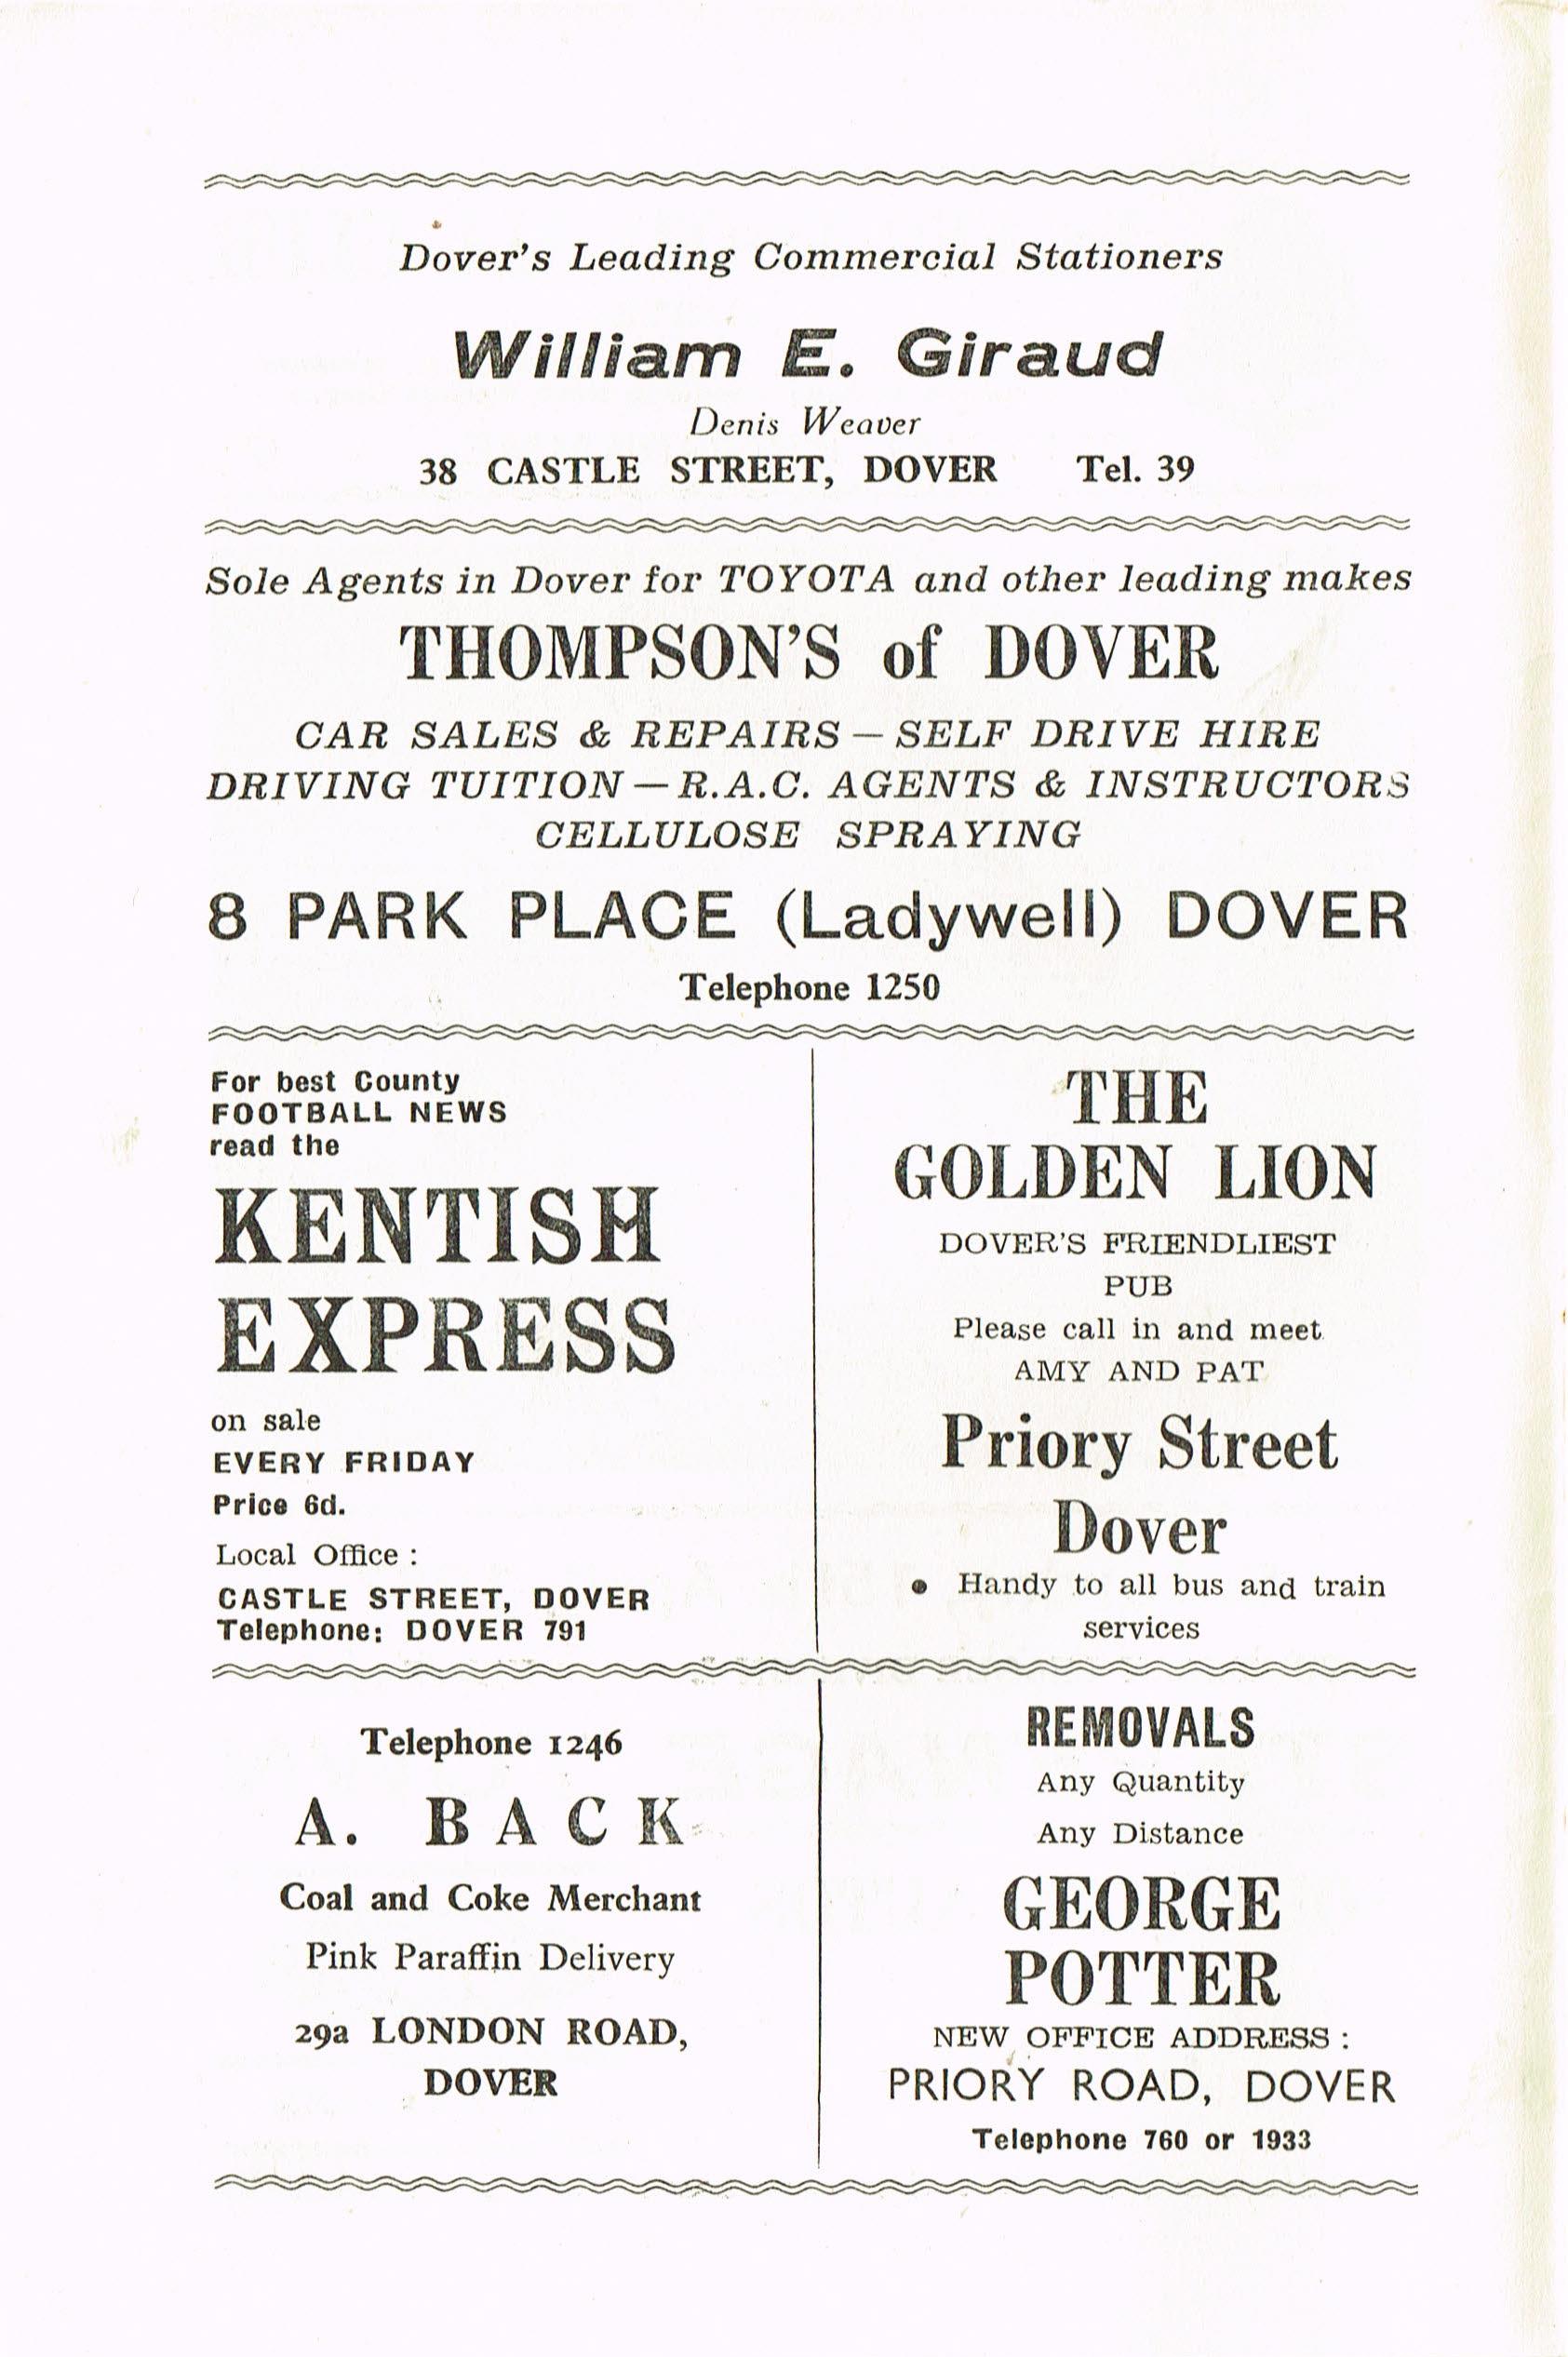 Dover's Leading Commercial Stationers
William E. Giraud
Denis Weaver
38 CASTLE STREET, DOVER Tel. 39
Sole Agents in Dover for TOYOTA and other leading makes
THOMPSON'S of DOVER
CAR SALES & REPAIRS — SELF DRIVE HIRE
DRIVING TUITION — R.A.C. AGENTS & INSTRUCTORS
CELLULOSE SPRAYING
8 PARK PLACE (Ladywell) DOVER
Telephone 1250
For best County
FOOTBALL NEWS
read the
KENTISH
EXPRESS
on sale
EVERY FRIDAY
Price 6d.
Local Office :
CASTLE STREET, DOVER
Telephone: DOVER 791
THE
GOLDEN LION
DOVER'S FRIENDLIEST
PUB
Please call in and meet
AMY AND PAT
Priory Street
Dover
● Handy to all bus and train
services
Telephone 1246
A. BACK
Coal and Coke Merchant
Pink Paraffin Delivery
29a LONDON ROAD,
DOVER
REMOVALS
Any Quantity
Any Distance
GEORGE
POTTER
NEW OFFICE ADDRESS :
PRIORY ROAD, DOVER
Telephone 760 or 1933